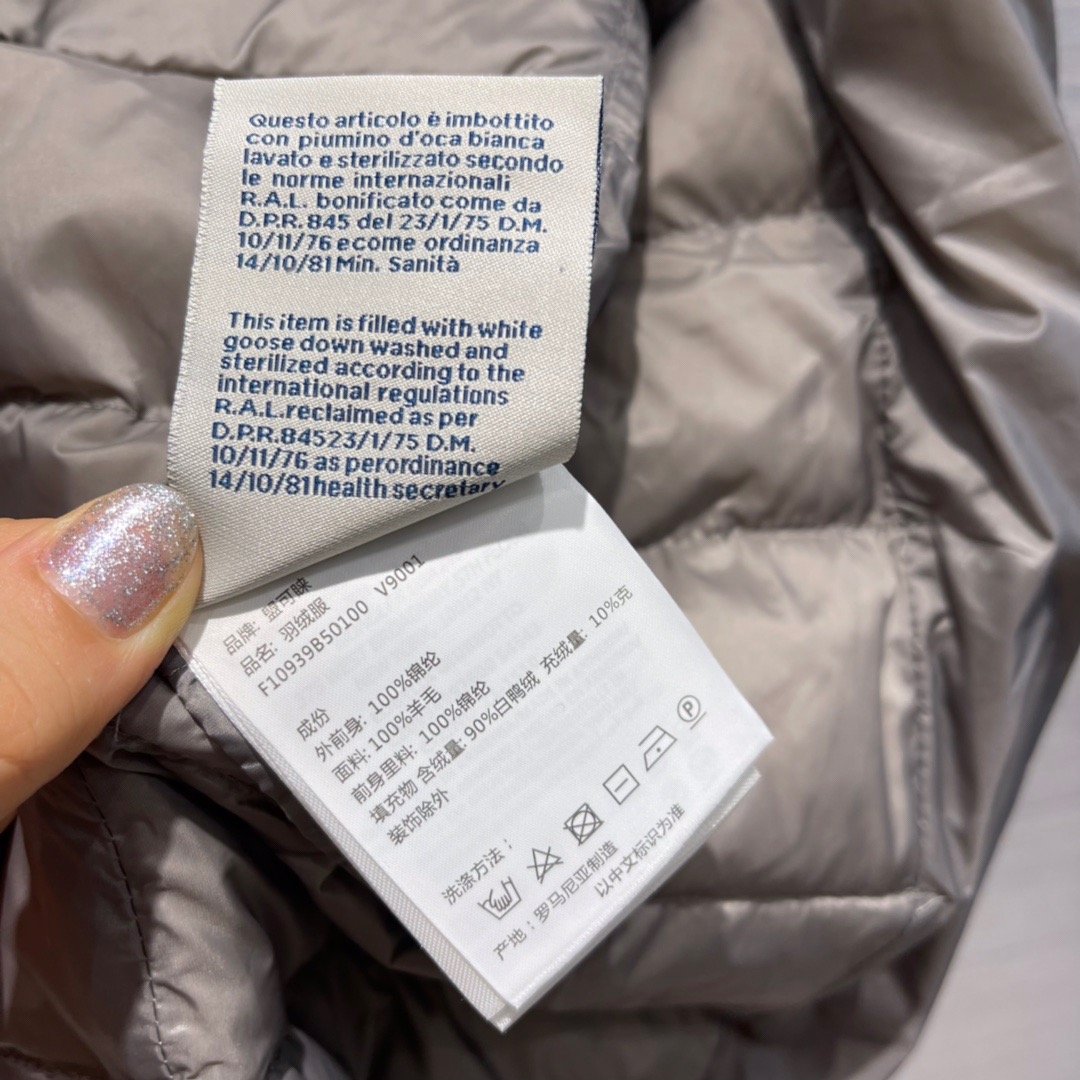 Questo articolo è imbottito
con piumino d'oca bianca
lavato e sterilizzato secondo
le norme internazionali
R.A.L. bonificato come da
D.P.R. 845 del 23/1/75 D.M.
10/11/76 ecome ordinanza
14/10/81 Min. Sanità
This item is filled with white
goose down washed and
sterilized according to the
international regulations
R.A.L.reclaimed as per
D.P.R.84523/1/75 D.M.
10/11/76 as perordinance
14/10/81health secretary
品牌: 盟可睐
品名: 羽绒服
F10939B50100 V9001
成份
外前身: 100%锦纶
面料: 100%羊毛
前身里料: 100%锦纶
填充物 含绒量: 90%白鸭绒 充绒量: 10%克
装饰除外
洗涤方法：
P
产地：罗马尼亚制造
以中文标识为准